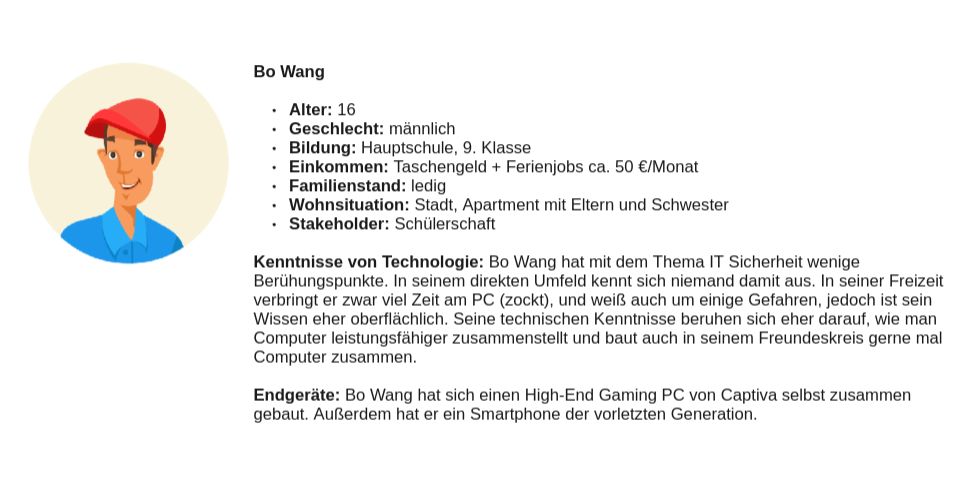 Bo Wang
• Alter: 16
• Geschlecht: männlich
• Bildung: Hauptschule, 9. Klasse
• Einkommen: Taschengeld + Ferienjobs ca. 50 €/Monat
• Familienstand: ledig
• Wohnsituation: Stadt, Apartment mit Eltern und Schwester
• Stakeholder: Schülerschaft
Kenntnisse von Technologie: Bo Wang hat mit dem Thema IT Sicherheit wenige
Berühungspunkte. In seinem direkten Umfeld kennt sich niemand damit aus. In seiner Freizeit
verbringt er zwar viel Zeit am PC (zockt), und weiß auch um einige Gefahren, jedoch ist sein
Wissen eher oberflächlich. Seine technischen Kenntnisse beruhen sich eher darauf, wie man
Computer leistungsfähiger zusammenstellt und baut auch in seinem Freundeskreis gerne mal
Computer zusammen.
Endgeräte: Bo Wang hat sich einen High-End Gaming PC von Captiva selbst zusammen
gebaut. Außerdem hat er ein Smartphone der vorletzten Generation.